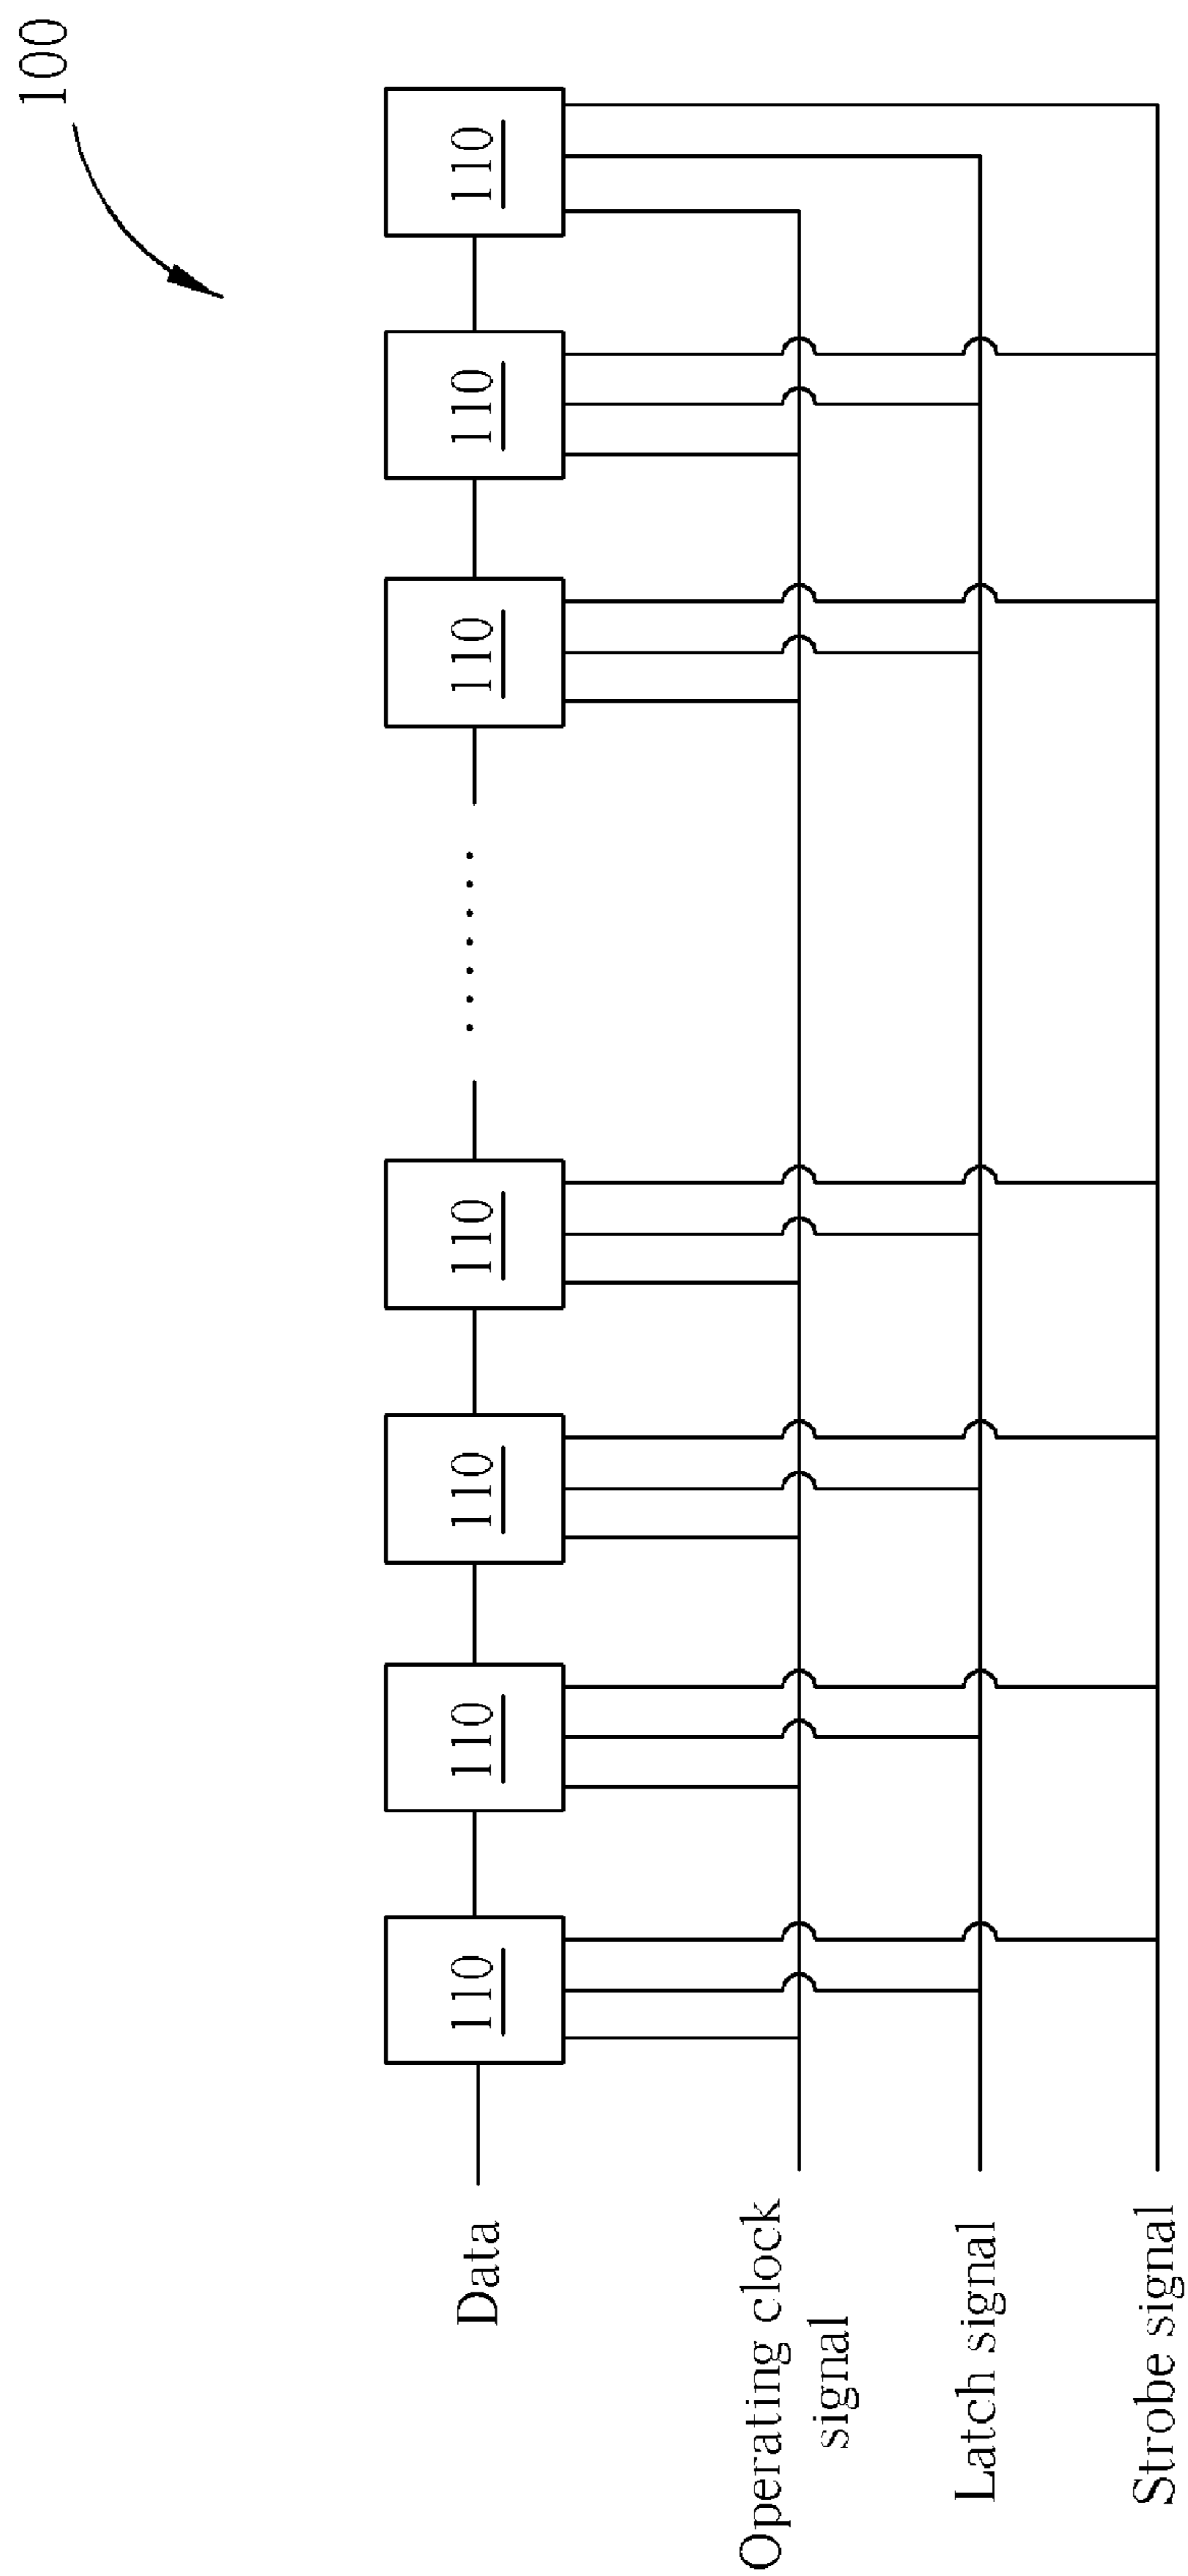 100
110 110 110 110 110 110 110
Data
Operating clock
signal
Latch signal
Strobe signal